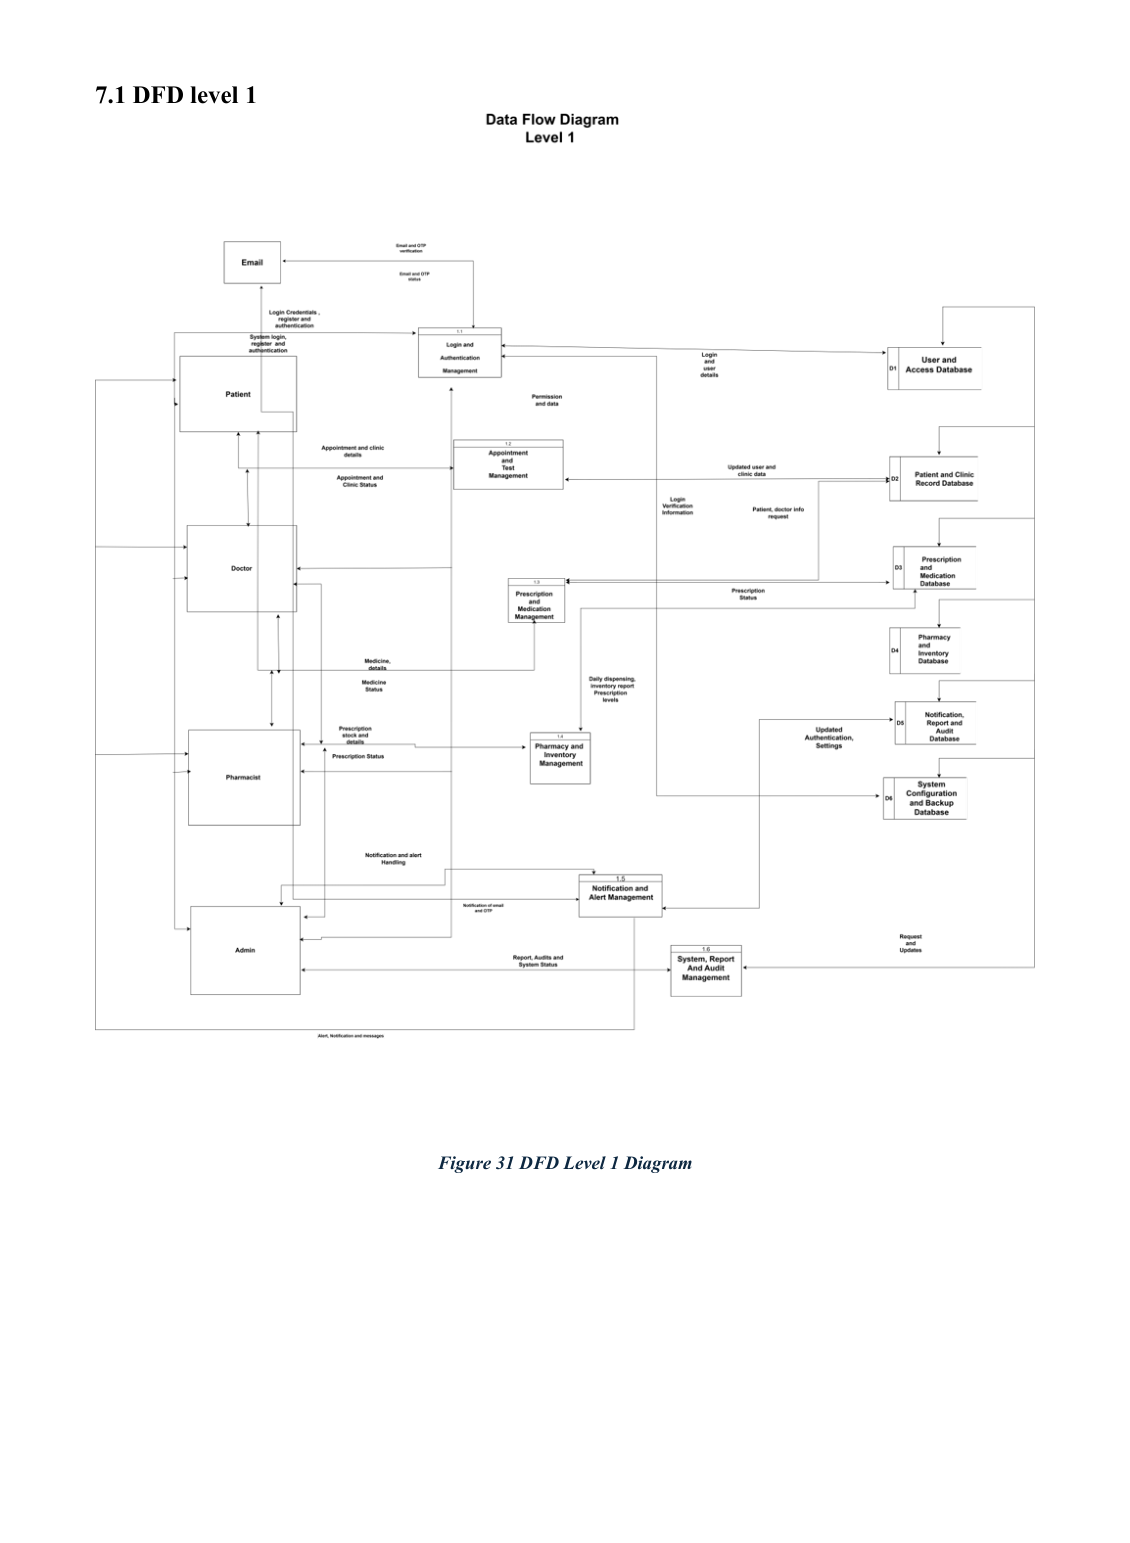 7.1 DFD level 1
Data Flow Diagram
Level 1
Email
Email and OTP
verification
Email and OTP
status
Login Credentials ,
register and
authentication
System login,
register and
authentication
1.1
Login and
Authentication
Management
Login
and
user
details
D1
User and
Access Database
Patient
Permission
and data
Appointment and clinic
details
Appointment and
Clinic Status
1.2
Appointment
and
Test
Management
Updated user and
clinic data
D2
Patient and Clinic
Record Database
Login
Verification
Information
Patient, doctor info
request
Doctor
1.3
Prescription
and
Medication
Management
Prescription
Status
D3
Prescription
and
Medication
Database
D4
Pharmacy
and
Inventory
Database
Medicine,
details
Medicine
Status
Daily dispensing,
inventory report
Prescription
levels
D5
Notification,
Report and
Audit
Database
Updated
Authentication,
Settings
Prescription
stock and
details
Prescription Status
1.4
Pharmacy and
Inventory
Management
Pharmacist
D6
System
Configuration
and Backup
Database
Notification and alert
Handling
1.5
Notification and
Alert Management
Notification of email
and OTP
Admin
Report, Audits and
System Status
1.6
System, Report
And Audit
Management
Request
and
Updates
Alert, Notification and messages
Figure 31 DFD Level 1 Diagram